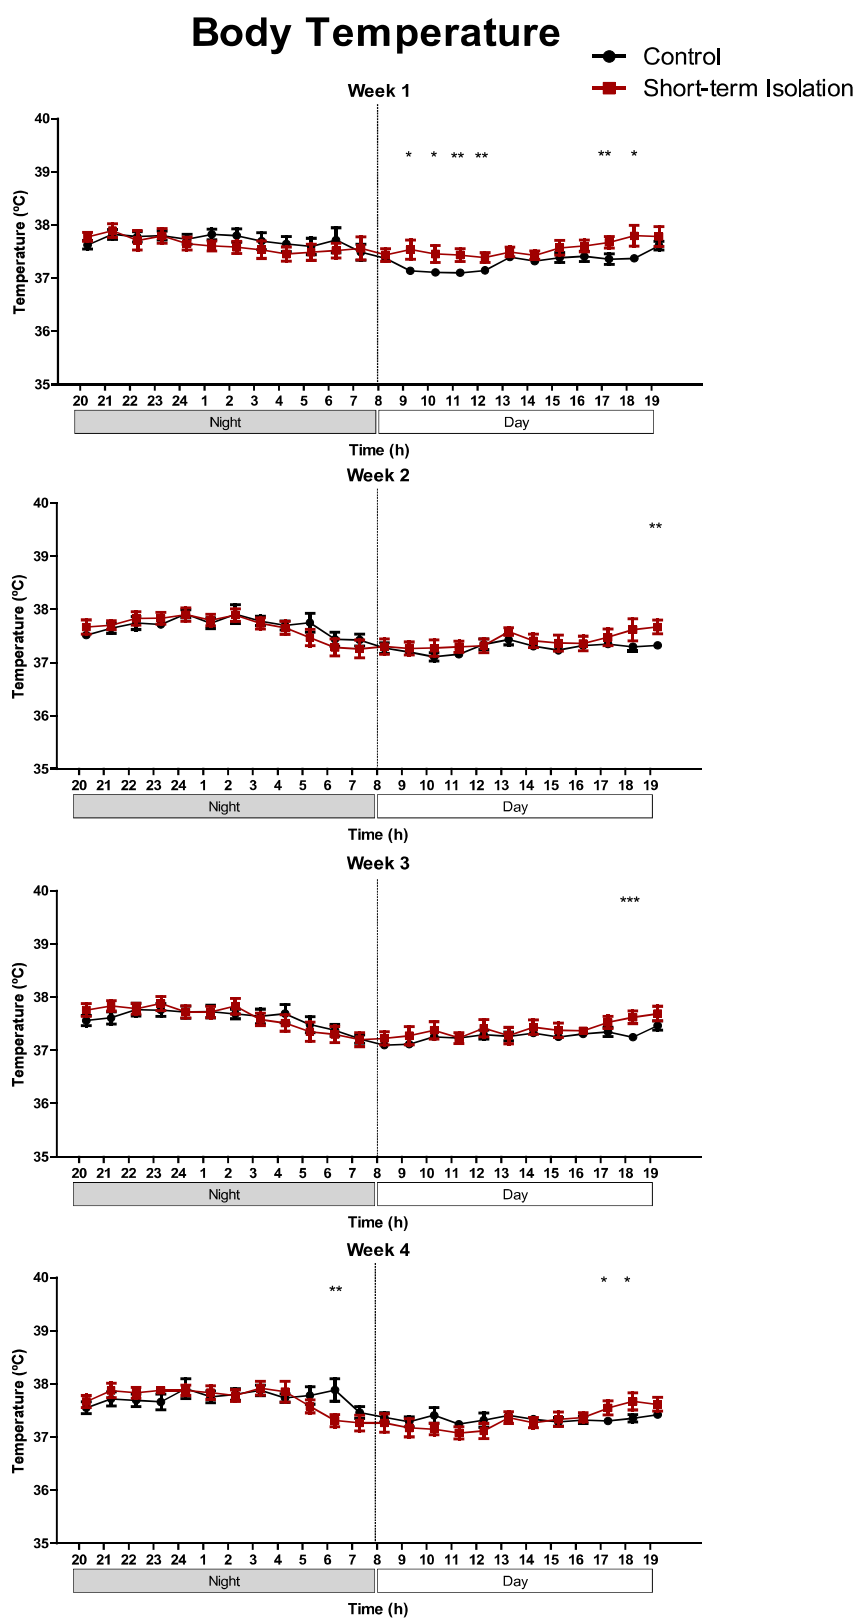 Body Temperature
Control
Short-term Isolation
Week 1
Temperature (ºC)
40
39
38
37
36
35
* * ** ** ** *
20 21 22 23 24 1 2 3 4 5 6 7 8 9 10 11 12 13 14 15 16 17 18 19
Night Day
Time (h)
Week 2
Temperature (ºC)
40
39
38
37
36
35
**
20 21 22 23 24 1 2 3 4 5 6 7 8 9 10 11 12 13 14 15 16 17 18 19
Night Day
Time (h)
Week 3
Temperature (ºC)
40
39
38
37
36
35
***
20 21 22 23 24 1 2 3 4 5 6 7 8 9 10 11 12 13 14 15 16 17 18 19
Night Day
Time (h)
Week 4
Temperature (ºC)
40
39
38
37
36
35
** * *
20 21 22 23 24 1 2 3 4 5 6 7 8 9 10 11 12 13 14 15 16 17 18 19
Night Day
Time (h)